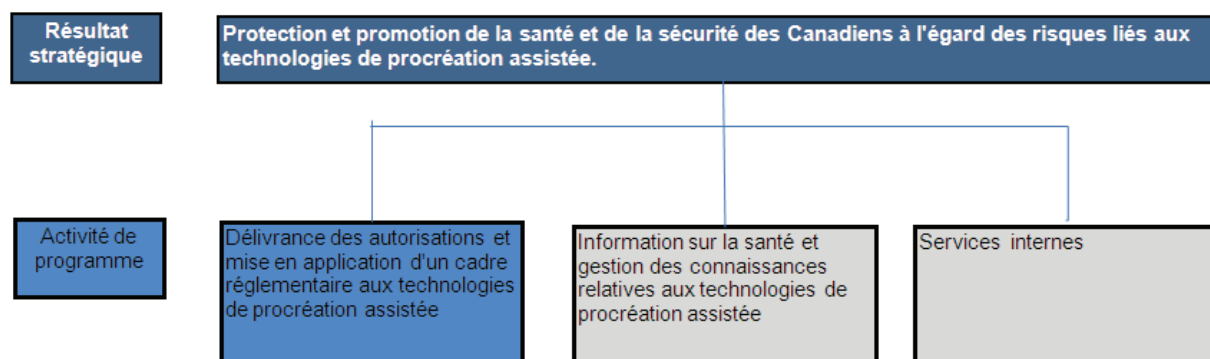 Résultat
stratégique
Protection et promotion de la santé et de la sécurité des Canadiens à l'égard des risques liés aux
technologies de procréation assistée.
Activité de
programme
Délivrance des autorisations et
mise en application d'un cadre
réglementaire aux technologies
de procréation assistée
Information sur la santé et
gestion des connaissances
relatives aux technologies de
procréation assistée
Services internes